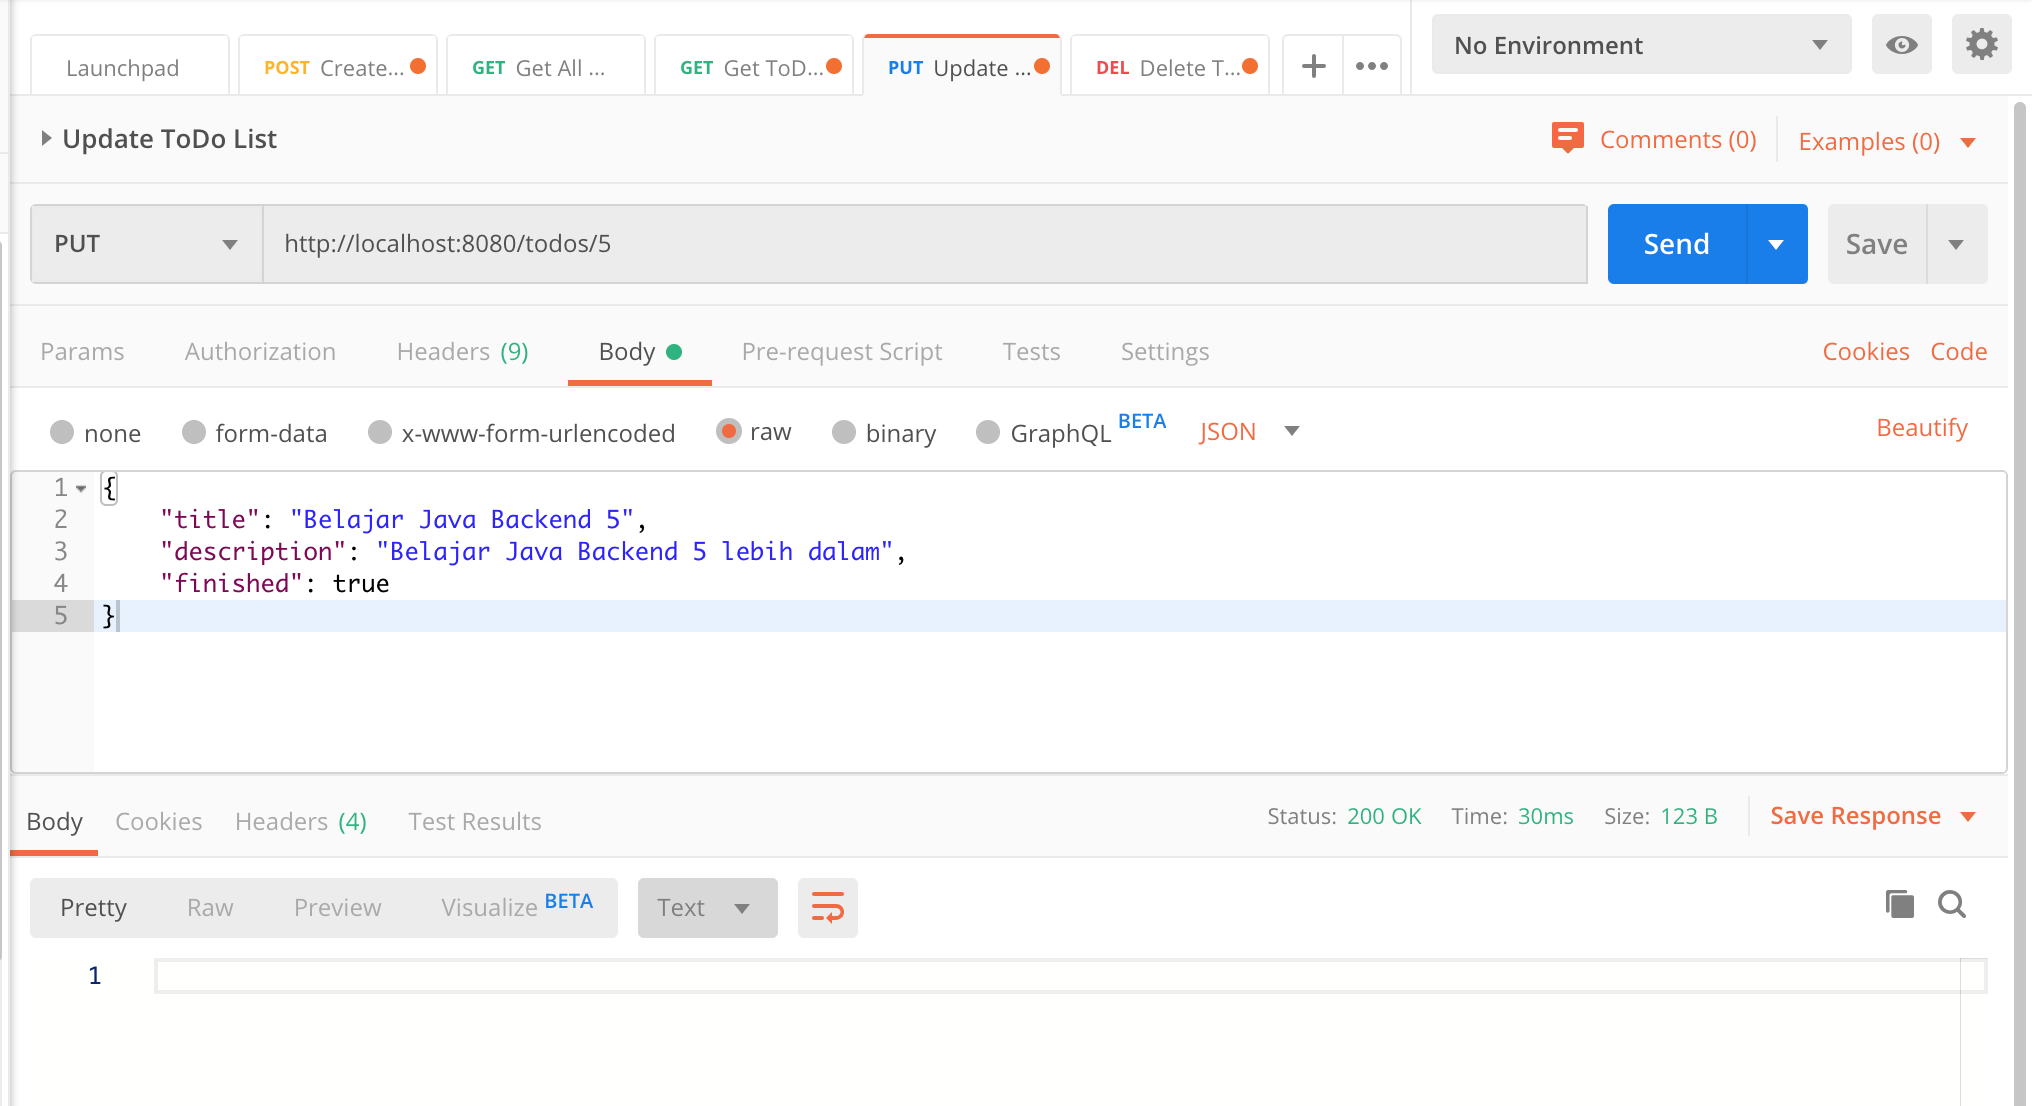 Launchpad POST Create... GET Get All ... GET Get ToD... PUT Update ... DEL Delete T... + ••• No Environment
Update ToDo List Comments (0) Examples (0)
PUT http://localhost:8080/todos/5 Send Save
Params Authorization Headers (9) Body Pre-request Script Tests Settings Cookies Code
none form-data x-www-form-urlencoded raw binary GraphQL BETA JSON Beautify
1 {
2 "title": "Belajar Java Backend 5",
3 "description": "Belajar Java Backend 5 lebih dalam",
4 "finished": true
5 }
Body Cookies Headers (4) Test Results Status: 200 OK Time: 30ms Size: 123 B Save Response
Pretty Raw Preview Visualize BETA Text
1